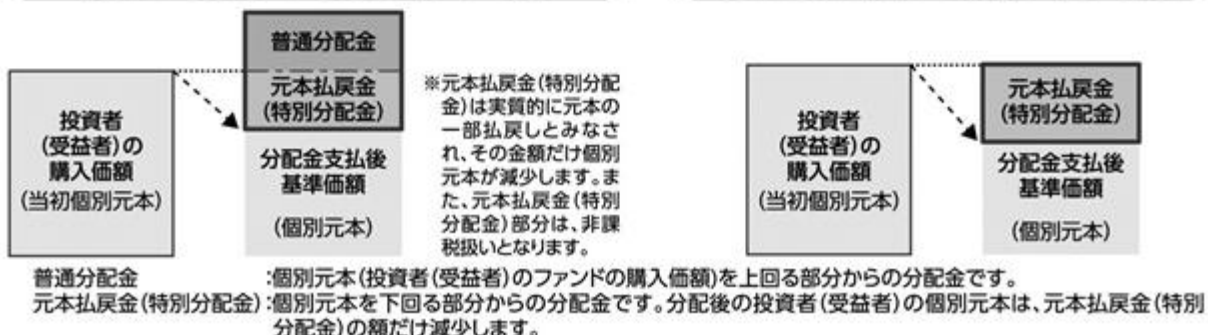 普通分配金
元本払戻金
(特別分配金)
投資者
(受益者)の
購入価額
(当初個別元本)
分配金支払後
基準価額
(個別元本)
※元本払戻金(特別分配
金)は実質的に元本の
一部払戻しとみなさ
れ、その金額だけ個別
元本が減少します。ま
た、元本払戻金(特別
分配金)部分は、非課
税扱いとなります。
投資者
(受益者)の
購入価額
(当初個別元本)
元本払戻金
(特別分配金)
分配金支払後
基準価額
(個別元本)
普通分配金 :個別元本(投資者(受益者)のファンドの購入価額)を上回る部分からの分配金です。
元本払戻金(特別分配金):個別元本を下回る部分からの分配金です。分配後の投資者(受益者)の個別元本は、元本払戻金(特別
分配金)の額だけ減少します。